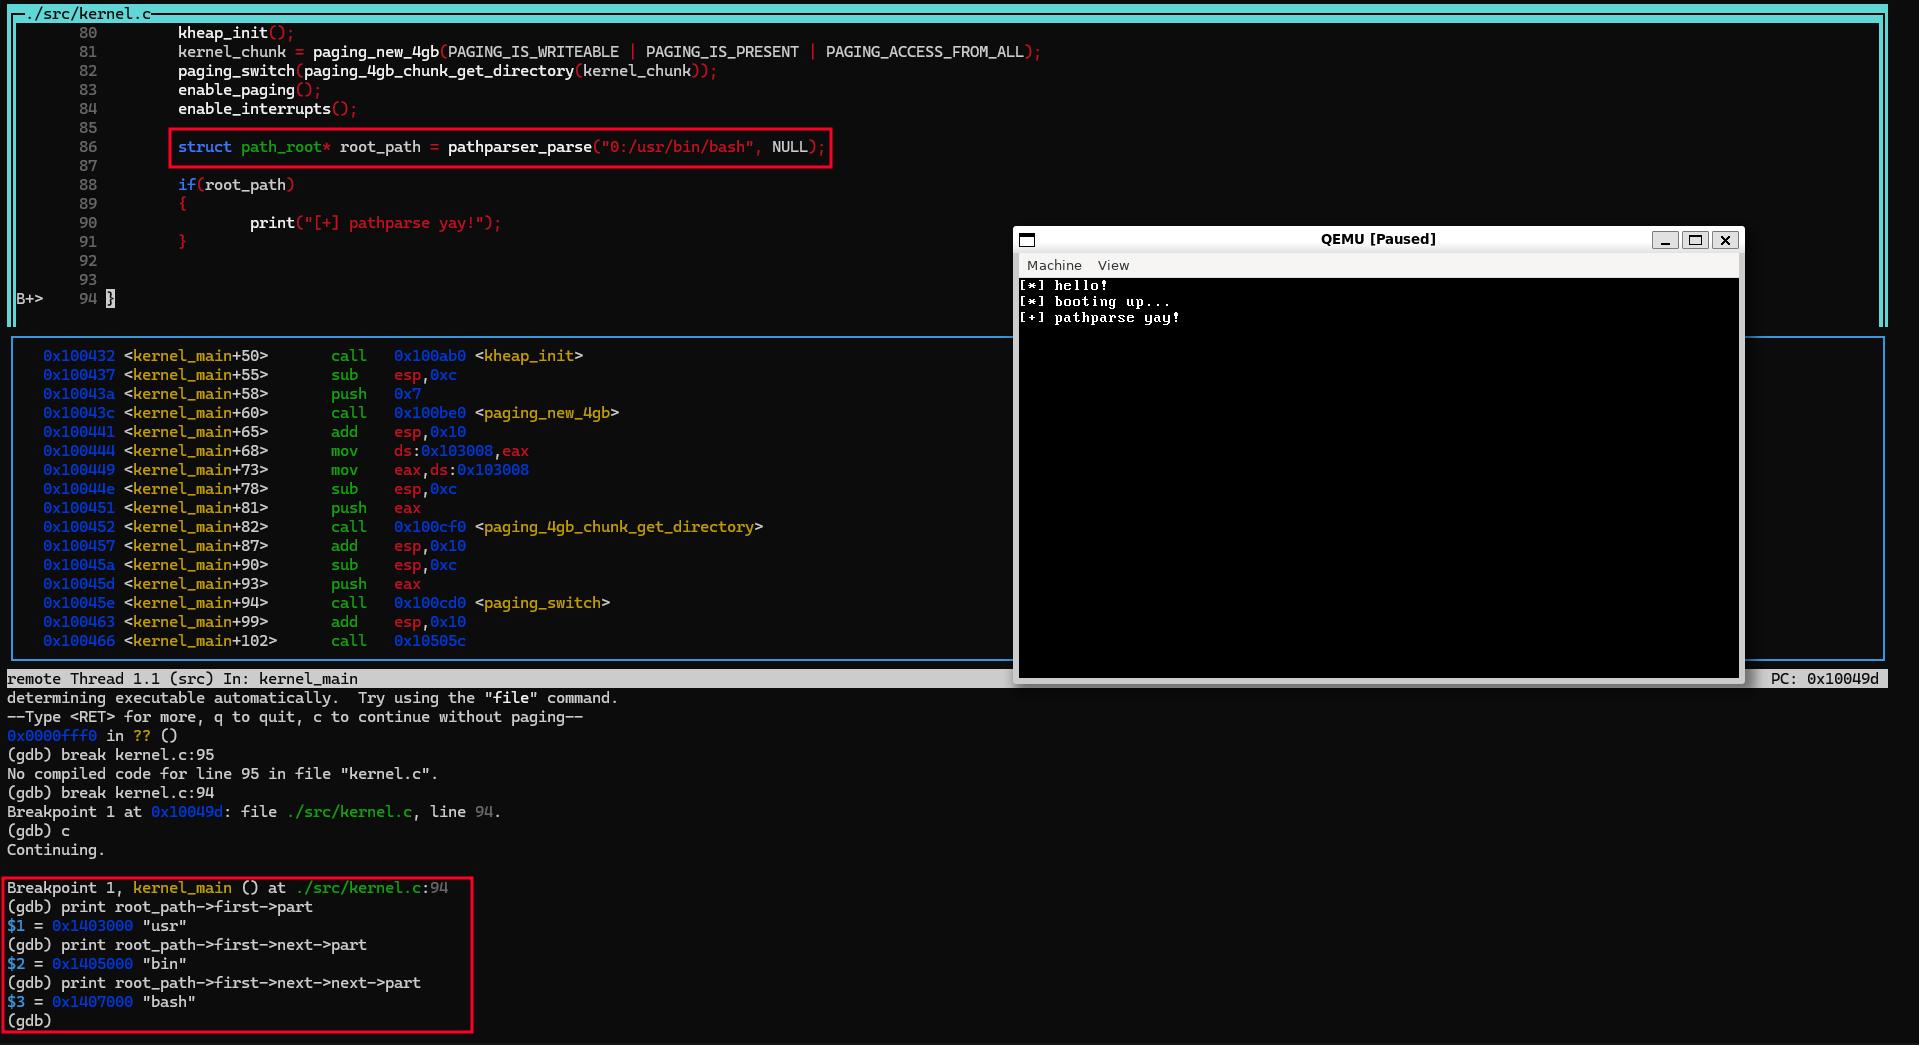 ./src/kernel.c
80 kheap_init();
81 kernel_chunk = paging_new_4gb(PAGING_IS_WRITEABLE | PAGING_IS_PRESENT | PAGING_ACCESS_FROM_ALL);
82 paging_switch(paging_4gb_chunk_get_directory(kernel_chunk));
83 enable_paging();
84 enable_interrupts();
85
86 struct path_root* root_path = pathparser_parse("0:/usr/bin/bash", NULL);
87
88 if(root_path)
89 {
90 print("[+] pathparse yay!");
91 }
92
93
B+> 94 }
QEMU [Paused]
Machine View
[*] hello!
[*] booting up...
[+] pathparse yay!
0x100432 <kernel_main+50> call 0x100ab0 <kheap_init>
0x100437 <kernel_main+55> sub esp,0xc
0x10043a <kernel_main+58> push 0x7
0x10043c <kernel_main+60> call 0x100be0 <paging_new_4gb>
0x100441 <kernel_main+65> add esp,0x10
0x100444 <kernel_main+68> mov ds:0x103008,eax
0x100449 <kernel_main+73> mov eax,ds:0x103008
0x10044e <kernel_main+78> sub esp,0xc
0x100451 <kernel_main+81> push eax
0x100452 <kernel_main+82> call 0x100cf0 <paging_4gb_chunk_get_directory>
0x100457 <kernel_main+87> add esp,0x10
0x10045a <kernel_main+90> sub esp,0xc
0x10045d <kernel_main+93> push eax
0x10045e <kernel_main+94> call 0x100cd0 <paging_switch>
0x100463 <kernel_main+99> add esp,0x10
0x100466 <kernel_main+102> call 0x10505c
remote Thread 1.1 (src) In: kernel_main PC: 0x10049d
determining executable automatically. Try using the "file" command.
--Type <RET> for more, q to quit, c to continue without paging--
0x0000fff0 in ?? ()
(gdb) break kernel.c:95
No compiled code for line 95 in file "kernel.c".
(gdb) break kernel.c:94
Breakpoint 1 at 0x10049d: file ./src/kernel.c, line 94.
(gdb) c
Continuing.
Breakpoint 1, kernel_main () at ./src/kernel.c:94
(gdb) print root_path->first->part
$1 = 0x1403000 "usr"
(gdb) print root_path->first->next->part
$2 = 0x1405000 "bin"
(gdb) print root_path->first->next->next->part
$3 = 0x1407000 "bash"
(gdb)